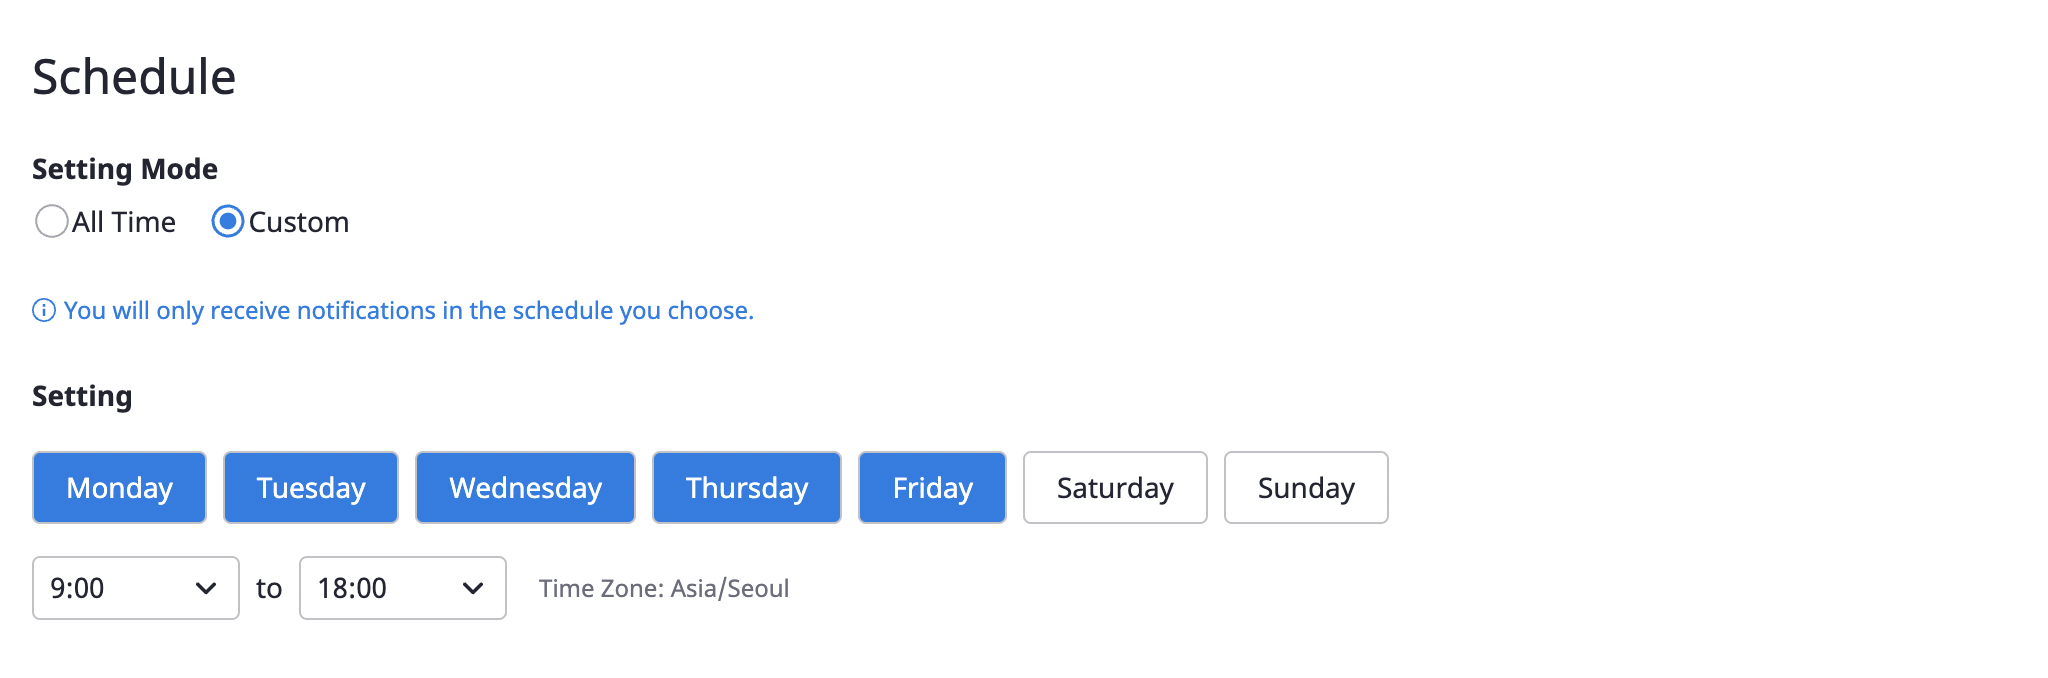 Schedule
Setting Mode
All Time Custom
You will only receive notifications in the schedule you choose.
Setting
Monday Tuesday Wednesday Thursday Friday Saturday Sunday
9:00 to 18:00 Time Zone: Asia/Seoul